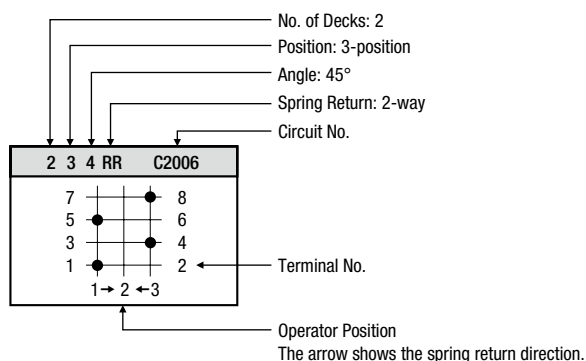 No. of Decks: 2
Position: 3-position
Angle: 45°
Spring Return: 2-way
Circuit No.
2 3 4 RR C2006
7 8
5 6
3 4
1 2
Terminal No.
1→ 2 ←3
Operator Position
The arrow shows the spring return direction.